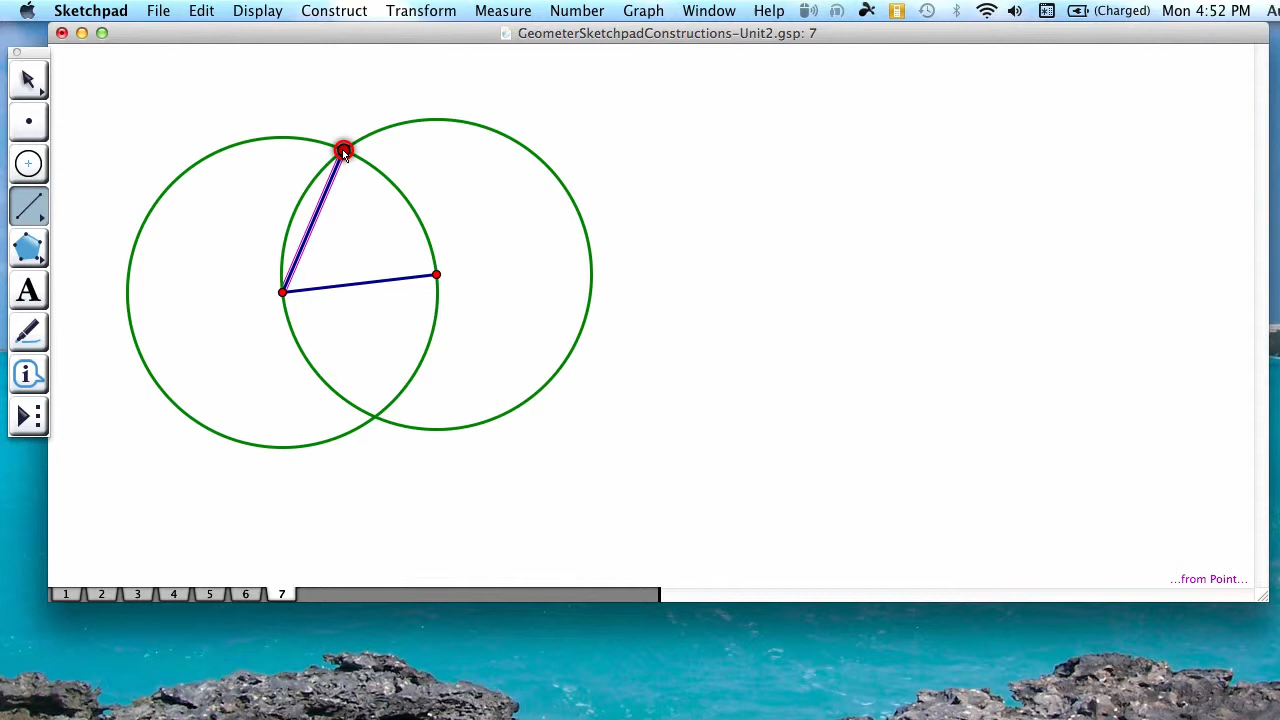 Sketchpad File Edit Display Construct Transform Measure Number Graph Window Help (Charged) Mon 4:52 PM
GeometerSketchpadConstructions-Unit2.gsp: 7
A
i
...from Point...
1 2 3 4 5 6 7